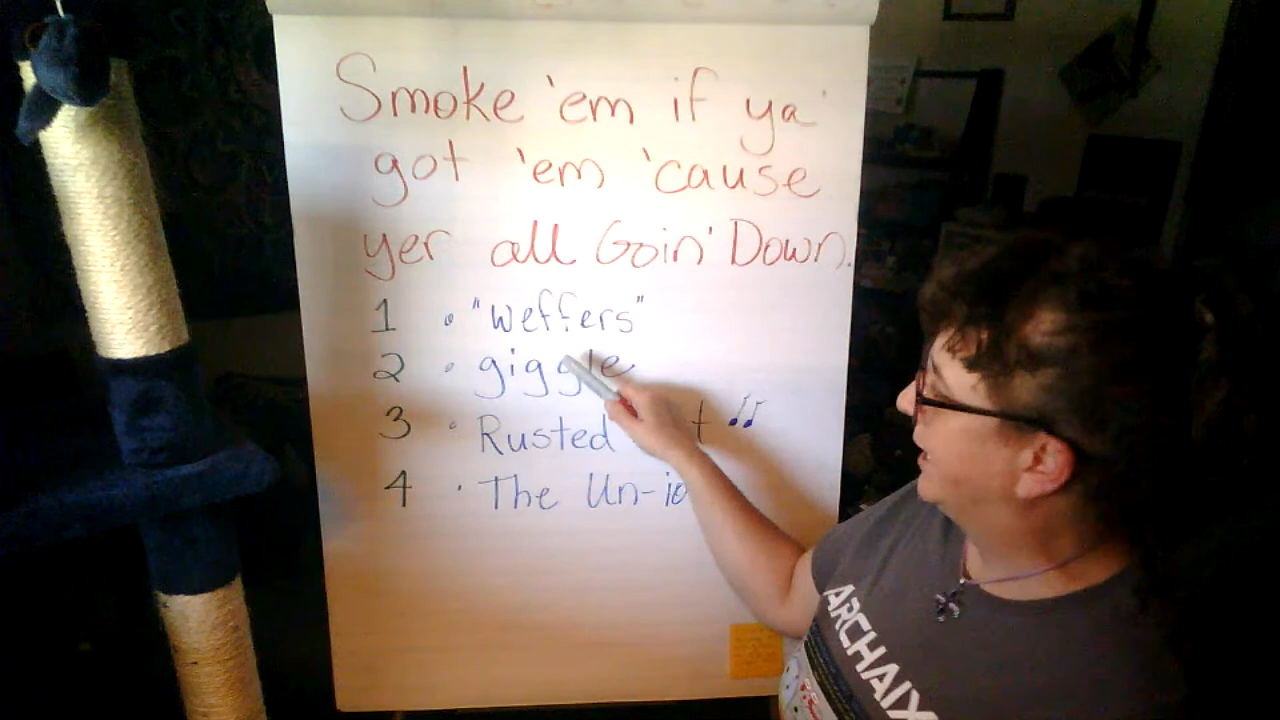 Smoke 'em if ya'
got 'em 'cause
yer all Goin' Down.
1 • "weffers"
2 • giggle
3 • Rusted
4 • The Un-
ARCHAIX